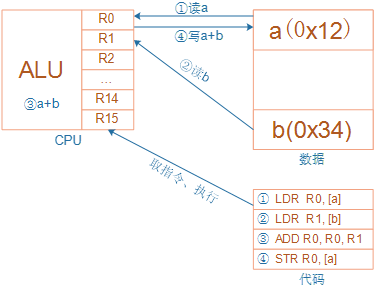 ①读a
R0
R1
R2
...
R14
R15
ALU
③a+b
CPU
④写a+b
②读b
a(0x12)
b(0x34)
数据
取指令、执行
① LDR R0, [a]
② LDR R1, [b]
③ ADD R0, R0, R1
④ STR R0, [a]
代码